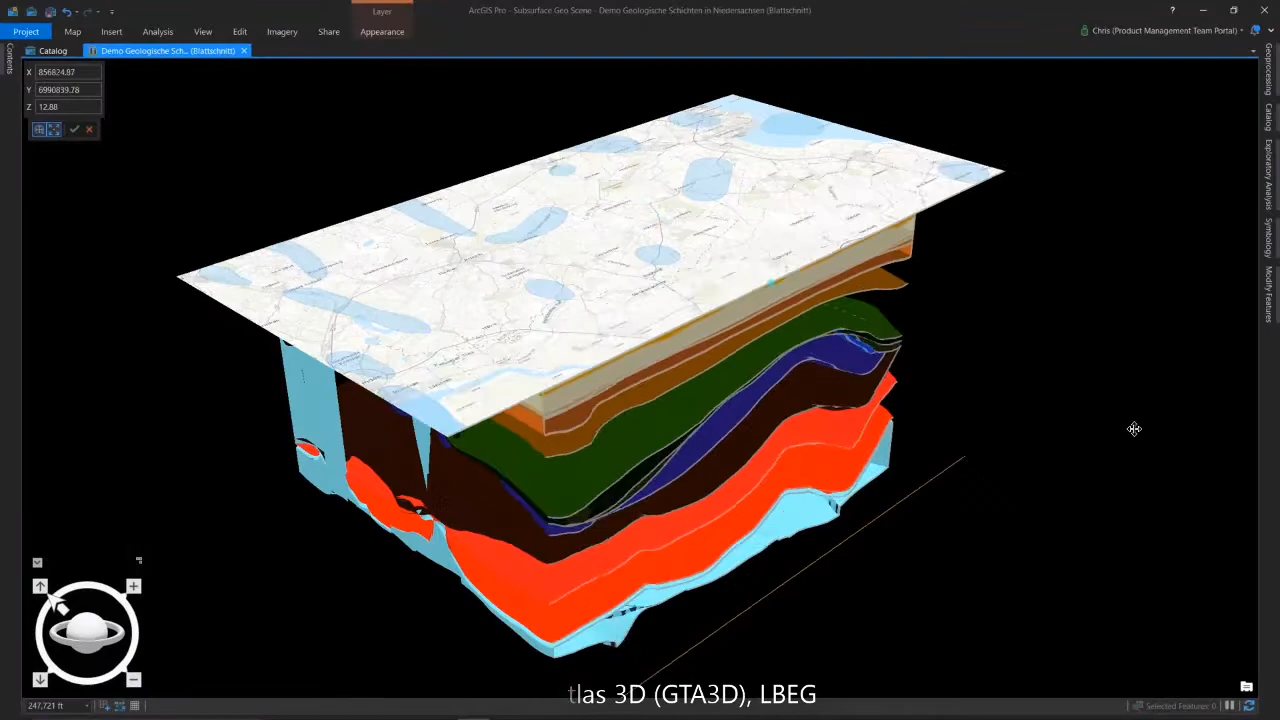 Layer
ArcGIS Pro - Subsurface Geo Scene - Demo Geologische Schichten in Niedersachsen (Blattschnitt)
Project Map Insert Analysis View Edit Imagery Share Appearance
Chris (Product Management Team Portal)
Contents
Catalog
Demo Geologische Sch... (Blattschnitt)
X 856824.87
Y 6990839.78
Z 12.88
Geoprocessing
Catalog
Exploratory Analysis
Symbology
Modify Features
tlas 3D (GTA3D), LBEG
247,721 ft
Selected Features: 0